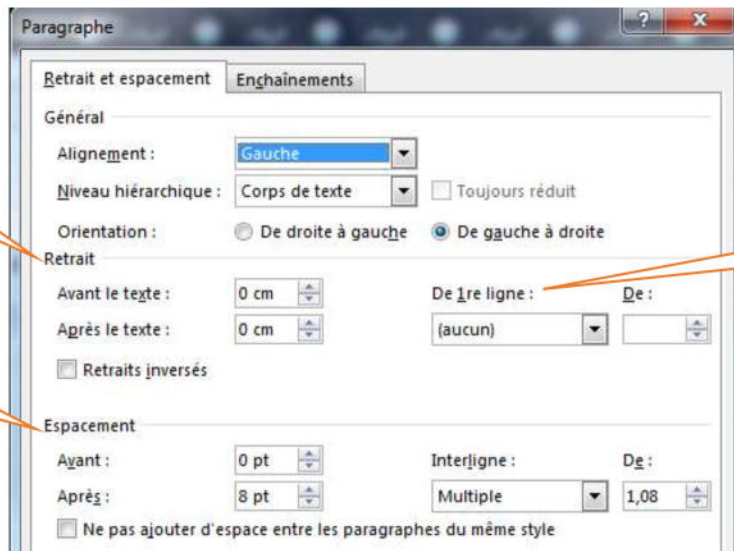 Paragraphe
Retrait et espacement Enchaînements
Général
Alignement : Gauche
Niveau hiérarchique : Corps de texte Toujours réduit
Orientation : De droite à gauche De gauche à droite
Retrait
Avant le texte : 0 cm De 1re ligne : De :
Après le texte : 0 cm (aucun)
Retraits inversés
Espacement
Avant : 0 pt Interligne : De :
Après : 8 pt Multiple 1,08
Ne pas ajouter d'espace entre les paragraphes du même style